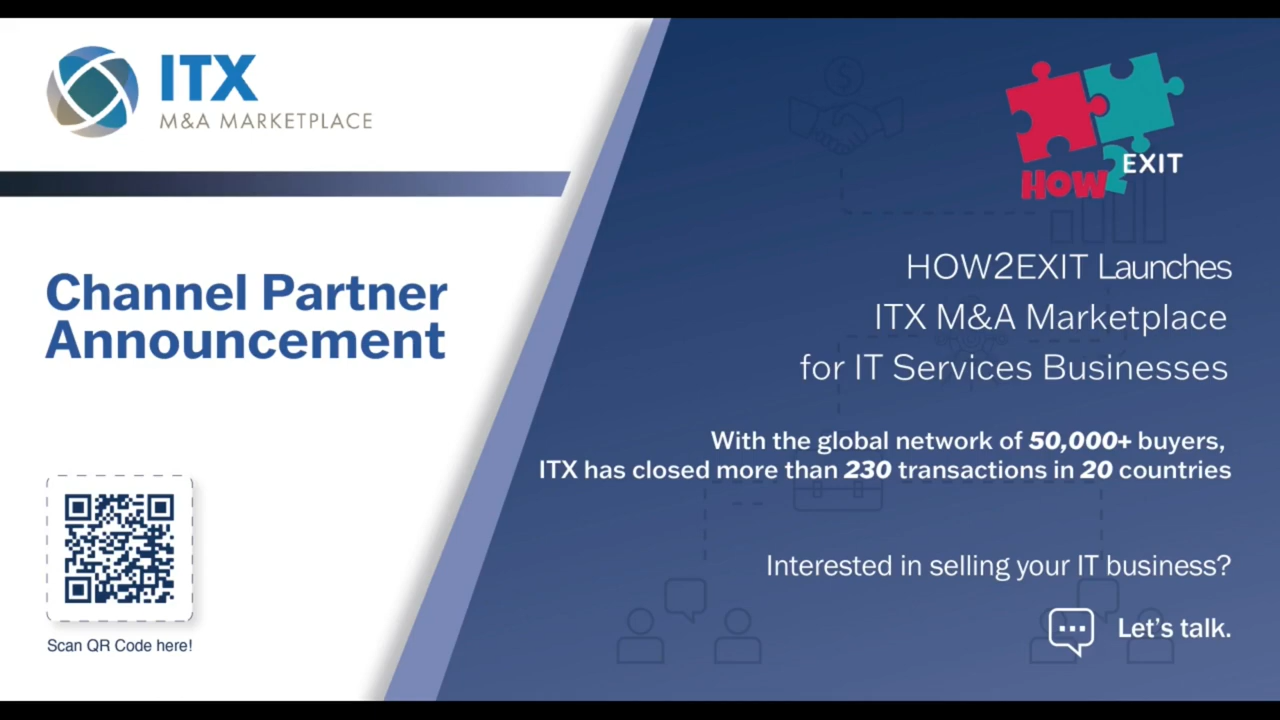 ITX
M&A MARKETPLACE
Channel Partner
Announcement
Scan QR Code here!
HOW2EXIT
HOW2EXIT Launches
ITX M&A Marketplace
for IT Services Businesses
With the global network of 50,000+ buyers,
ITX has closed more than 230 transactions in 20 countries
Interested in selling your IT business?
Let's talk.